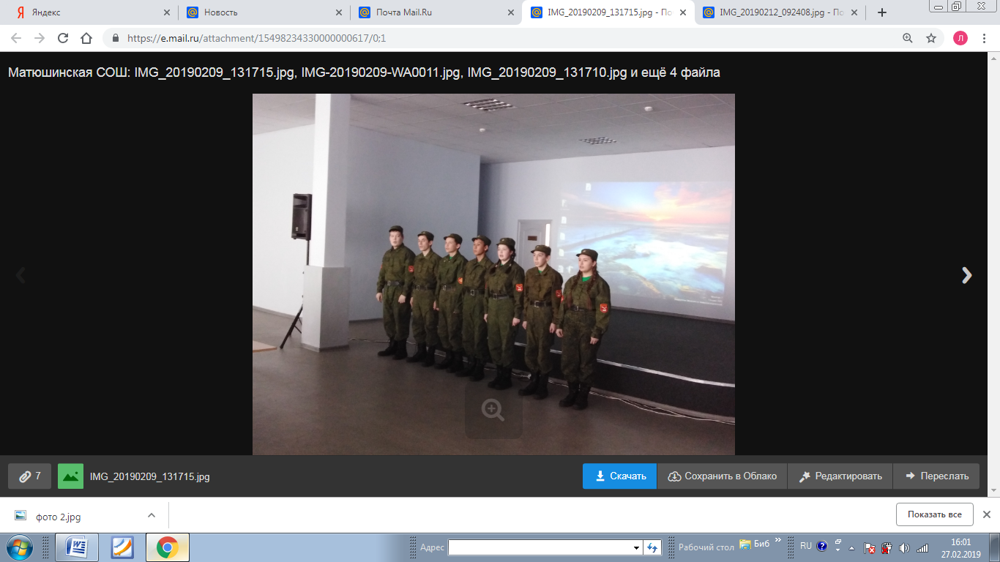 Яндекс
Новость
Почта Mail.Ru
IMG_20190209_131715.jpg - По
IMG_20190212_092408.jpg - По
https://e.mail.ru/attachment/15498234330000000617/0;1
Л
Матюшинская СОШ: IMG_20190209_131715.jpg, IMG-20190209-WA0011.jpg, IMG_20190209_131710.jpg и ещё 4 файла
7
IMG_20190209_131715.jpg
Скачать
Сохранить в Облако
Редактировать
Переслать
фото 2.jpg
Показать все
Адрес
Рабочий стол
Биб
RU
16:01
27.02.2019